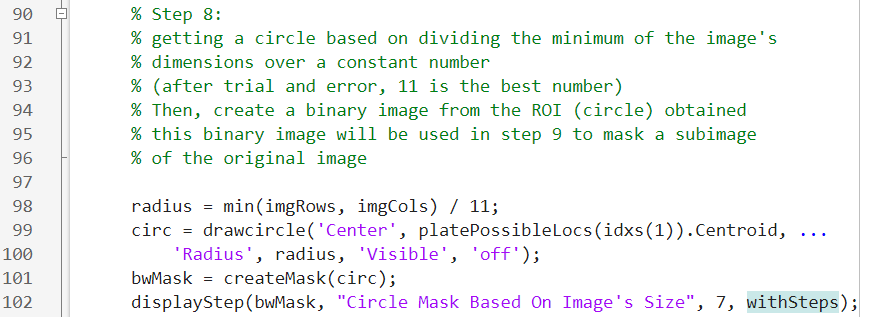 90 % Step 8:
91 % getting a circle based on dividing the minimum of the image's
92 % dimensions over a constant number
93 % (after trial and error, 11 is the best number)
94 % Then, create a binary image from the ROI (circle) obtained
95 % this binary image will be used in step 9 to mask a subimage
96 % of the original image
97
98 radius = min(imgRows, imgCols) / 11;
99 circ = drawcircle('Center', platePossibleLocs(idxs(1)).Centroid, ...
100 'Radius', radius, 'Visible', 'off');
101 bwMask = createMask(circ);
102 displayStep(bwMask, "Circle Mask Based On Image's Size", 7, withSteps);